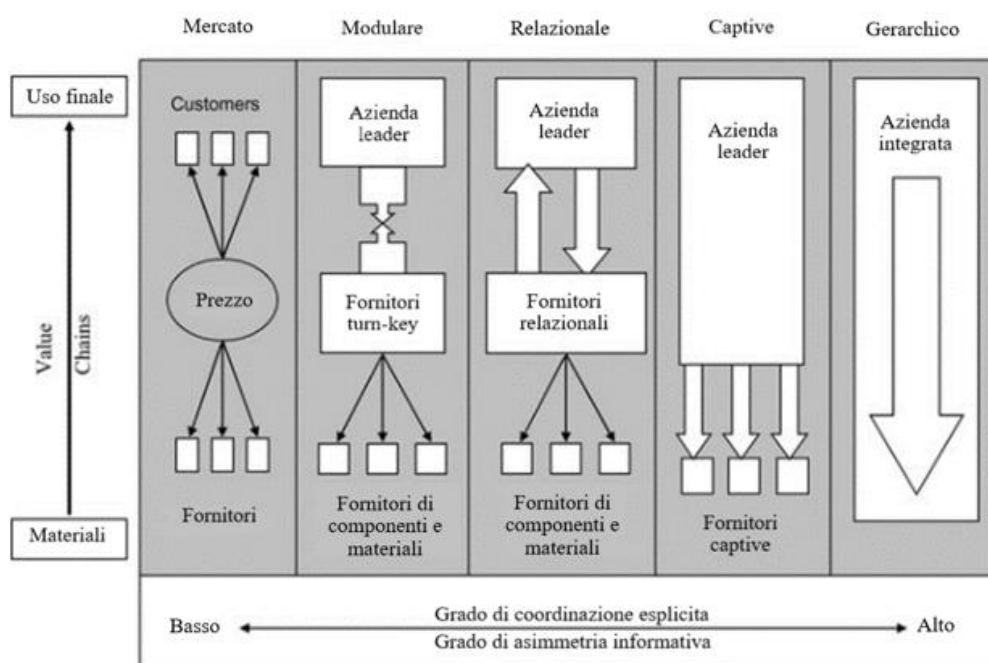 Mercato
Modulare
Relazionale
Captive
Gerarchico
Uso finale
Value
Chains
Materiali
Customers
Prezzo
Fornitori
Azienda
leader
Fornitori
turn-key
Fornitori di
componenti e
materiali
Azienda
leader
Fornitori
relazionali
Fornitori di
componenti e
materiali
Azienda
leader
Fornitori
captive
Azienda
integrata
Basso
Grado di coordinazione esplicita
Grado di asimmetria informativa
Alto